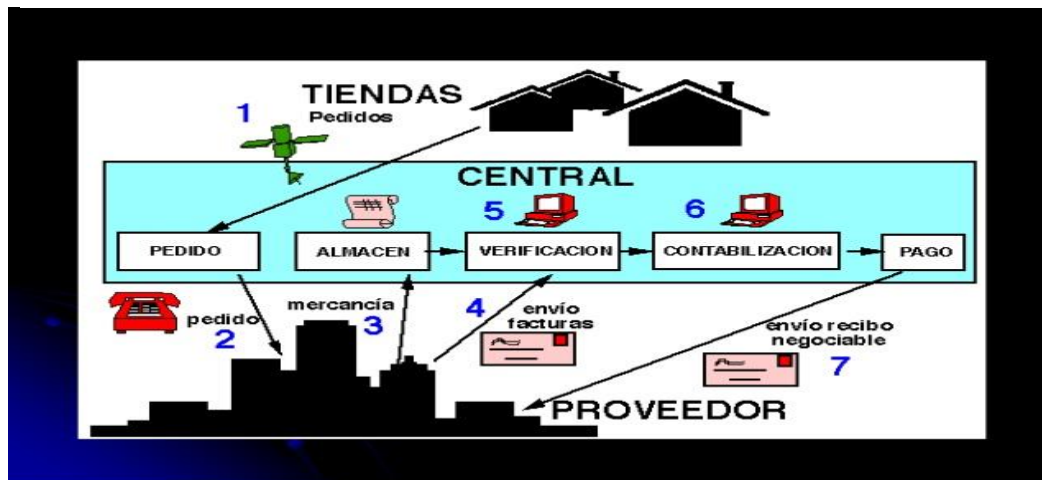 TIENDAS
1
Pedidos
CENTRAL
5
6
PEDIDO
ALMACEN
VERIFICACION
CONTABILIZACION
PAGO
mercancía
4
envío
facturas
pedido
2
3
envío recibo
negociable
7
PROVEEDOR